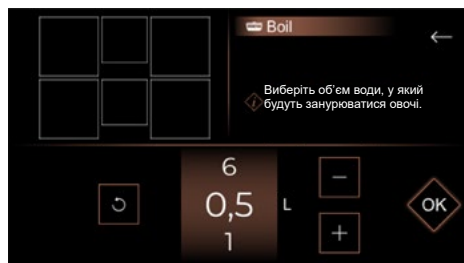 Boil
Виберіть об’єм води, у який
будуть занурюватися овочі.
6
0,5 L
1
OK